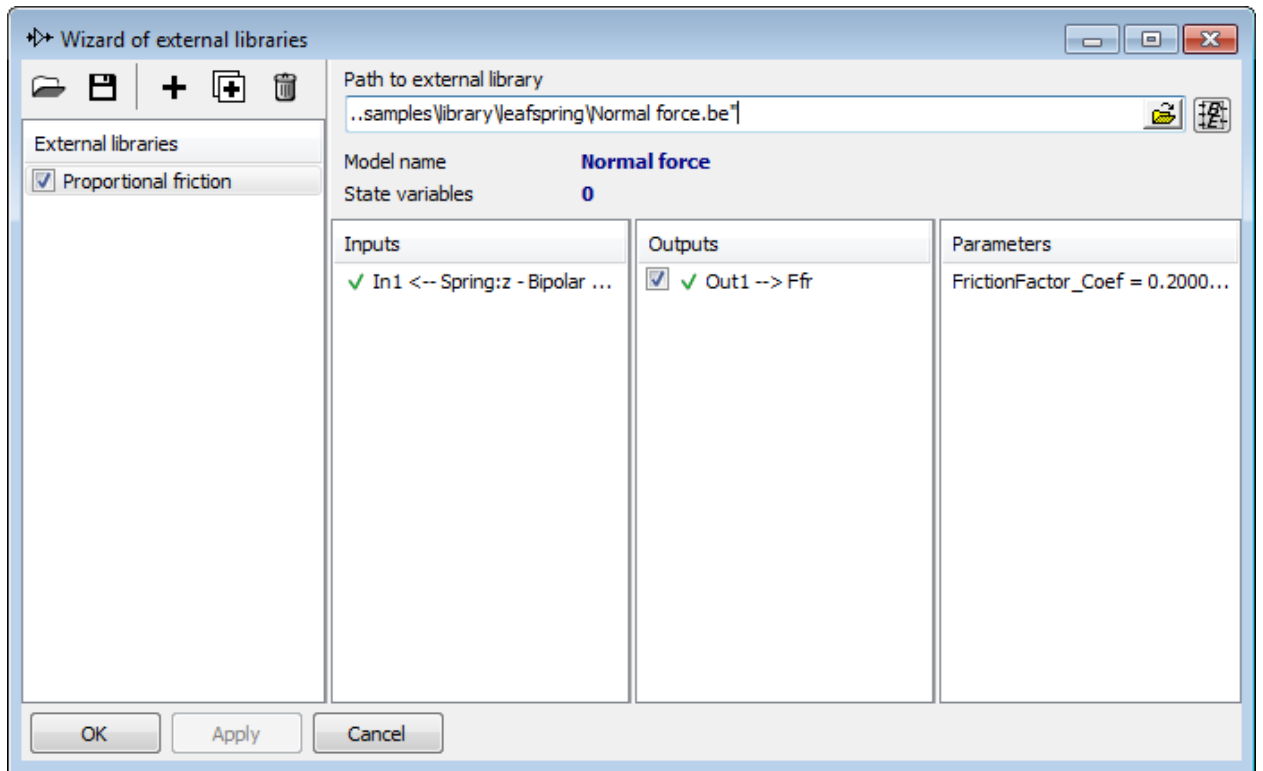 Wizard of external libraries
Path to external library
..samples\library\leafspring\Normal force.be"
External libraries
Proportional friction
Model name Normal force
State variables 0
Inputs
In1 <-- Spring:z - Bipolar ...
Outputs
Out1 --> Ffr
Parameters
FrictionFactor_Coef = 0.2000...
OK Apply Cancel